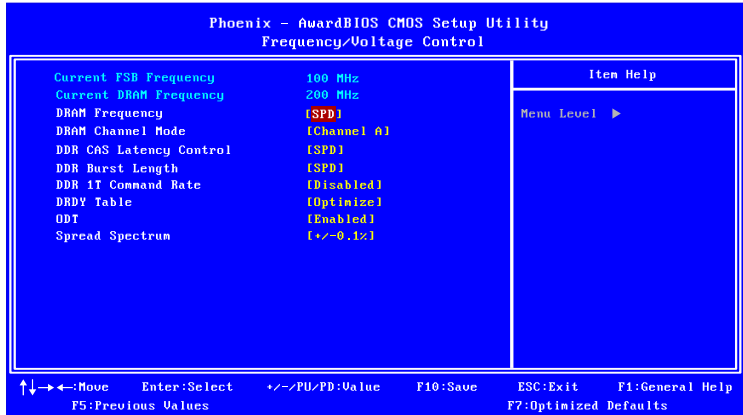 Phoenix - AwardBIOS CMOS Setup Utility
Frequency/Voltage Control
Current FSB Frequency 100 MHz
Current DRAM Frequency 200 MHz
DRAM Frequency [SPD]
DRAM Channel Mode [Channel A]
DDR CAS Latency Control [SPD]
DDR Burst Length [SPD]
DDR 1T Command Rate [Disabled]
DRDY Table [Optimize]
ODT [Enabled]
Spread Spectrum [+/-0.1%]
Item Help
Menu Level ▶
↑↓→←:Move Enter:Select +/-/PU/PD:Value F10:Save ESC:Exit F1:General Help
F5:Previous Values F7:Optimized Defaults